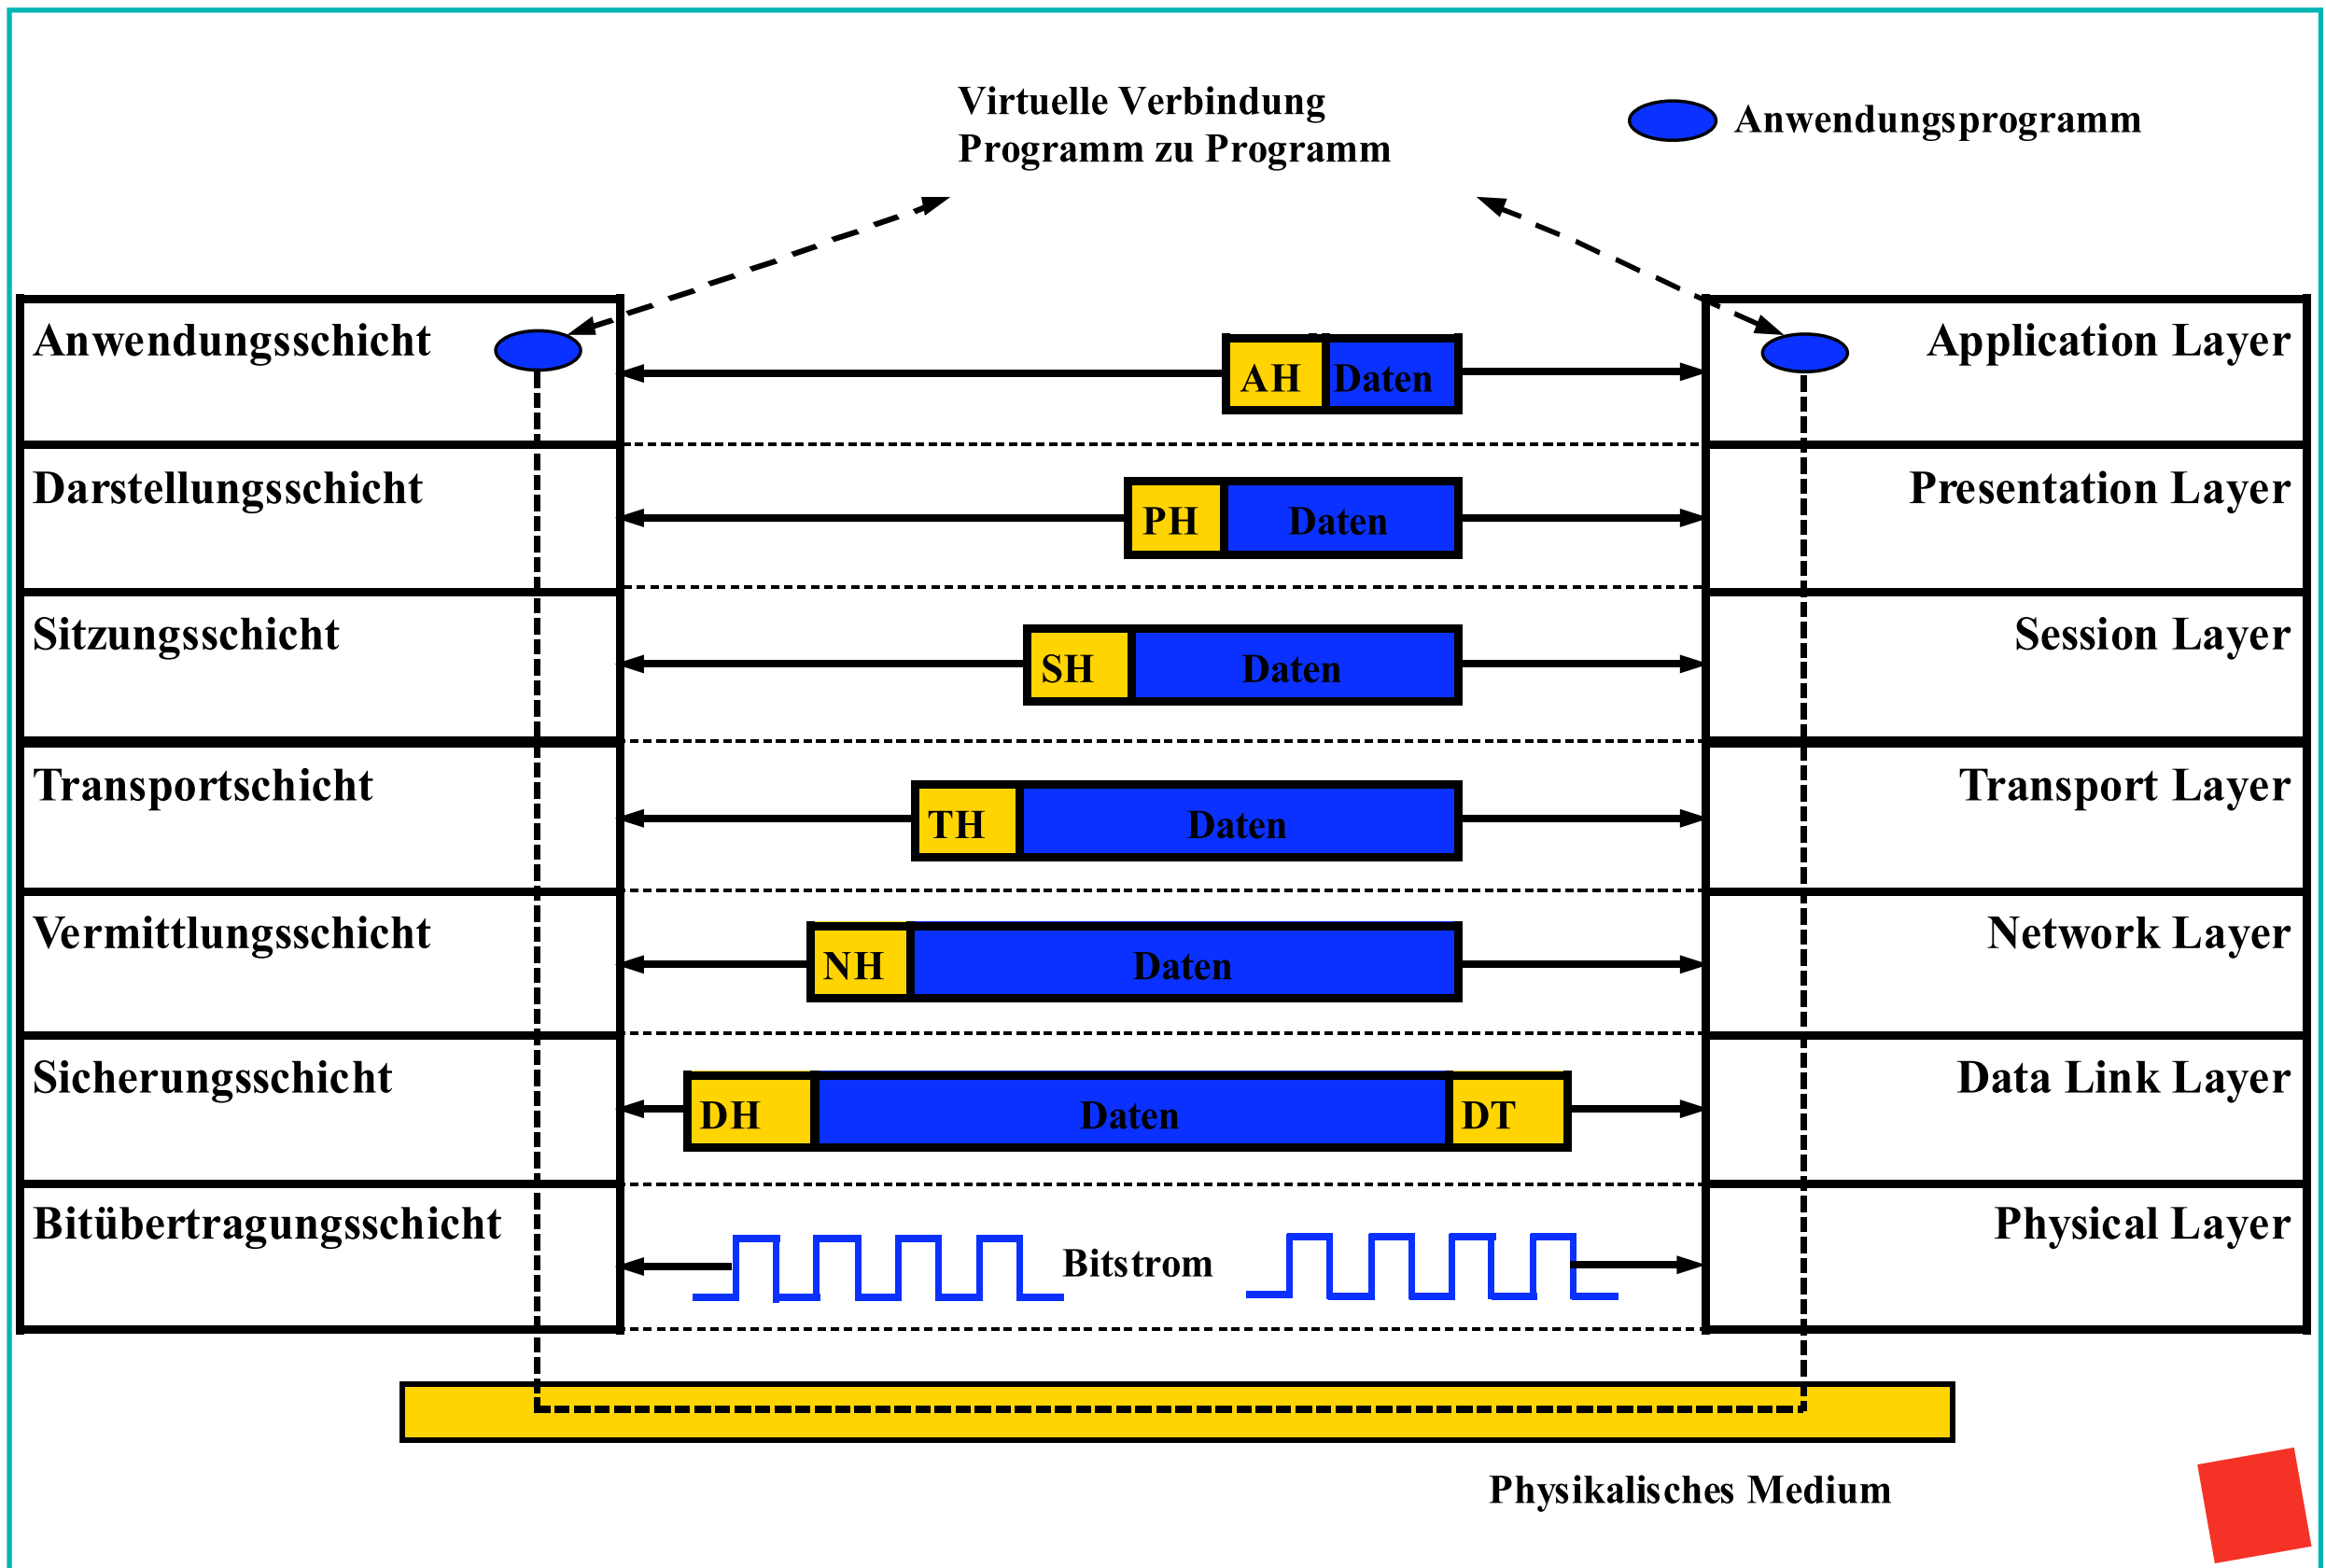 Virtuelle Verbindung
Programm zu Programm
Anwendungsprogramm
Anwendungsschicht
AH Daten
Application Layer
Darstellungsschicht
PH Daten
Presentation Layer
Sitzungsschicht
SH Daten
Session Layer
Transportschicht
TH Daten
Transport Layer
Vermittlungsschicht
NH Daten
Network Layer
Sicherungsschicht
DH Daten DT
Data Link Layer
Bitübertragungsschicht
Bitstrom
Physical Layer
Physikalisches Medium